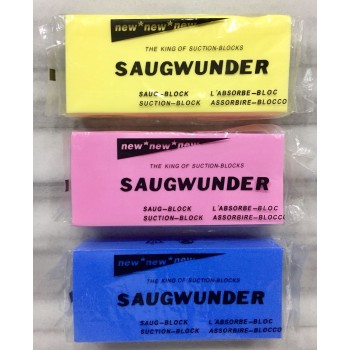 new*new*new
THE KING OF SUCTION-BLOCKS
SAUGWUNDER
SAUG-BLOCK L'ABSORBE-BLOC
SUCTION-BLOCK ASSORBIRE-BLOCCO
new*new*new
THE KING OF SUCTION-BLOCKS
SAUGWUNDER
SAUG-BLOCK L'ABSORBE-BLOC
SUCTION-BLOCK ASSORBIRE-BLOCCO
new*new*new
THE KING OF SUCTION-BLOCKS
SAUGWUNDER
SAUG-BLOCK L'ABSORBE-BLOC
SUCTION-BLOCK ASSORBIRE-BLOCCO